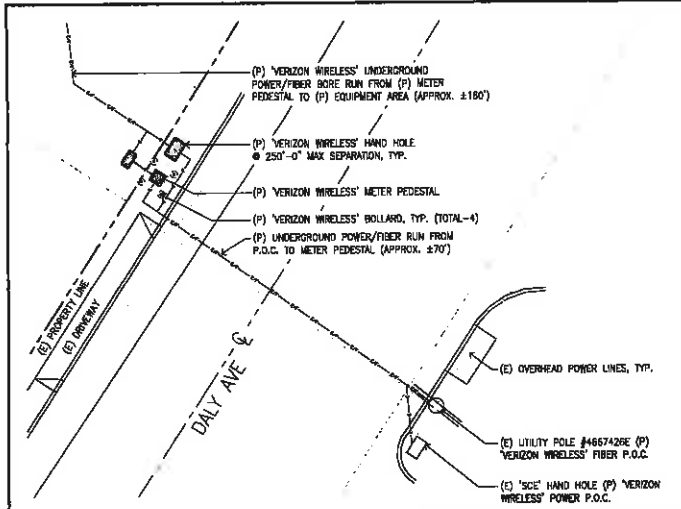 (P) 'VERIZON WIRELESS' UNDERGROUND
POWER/FIBER BORE RUN FROM (P) METER
PEDESTAL TO (P) EQUIPMENT AREA (APPROX. ±180')
(P) 'VERIZON WIRELESS' HAND HOLE
@ 250'-0" MAX SEPARATION, TYP.
(P) 'VERIZON WIRELESS' METER PEDESTAL
(P) 'VERIZON WIRELESS' BOLLARD, TYP. (TOTAL-4)
(P) UNDERGROUND POWER/FIBER RUN FROM
P.O.C. TO METER PEDESTAL (APPROX. ±70')
(E) PROPERTY LINE
(E) DRIVEWAY
DALY AVE
(E) OVERHEAD POWER LINES, TYP.
(E) UTILITY POLE #4667426E (P)
'VERIZON WIRELESS' FIBER P.O.C.
(E) 'SCE' HAND HOLE (P) 'VERIZON
WIRELESS' POWER P.O.C.